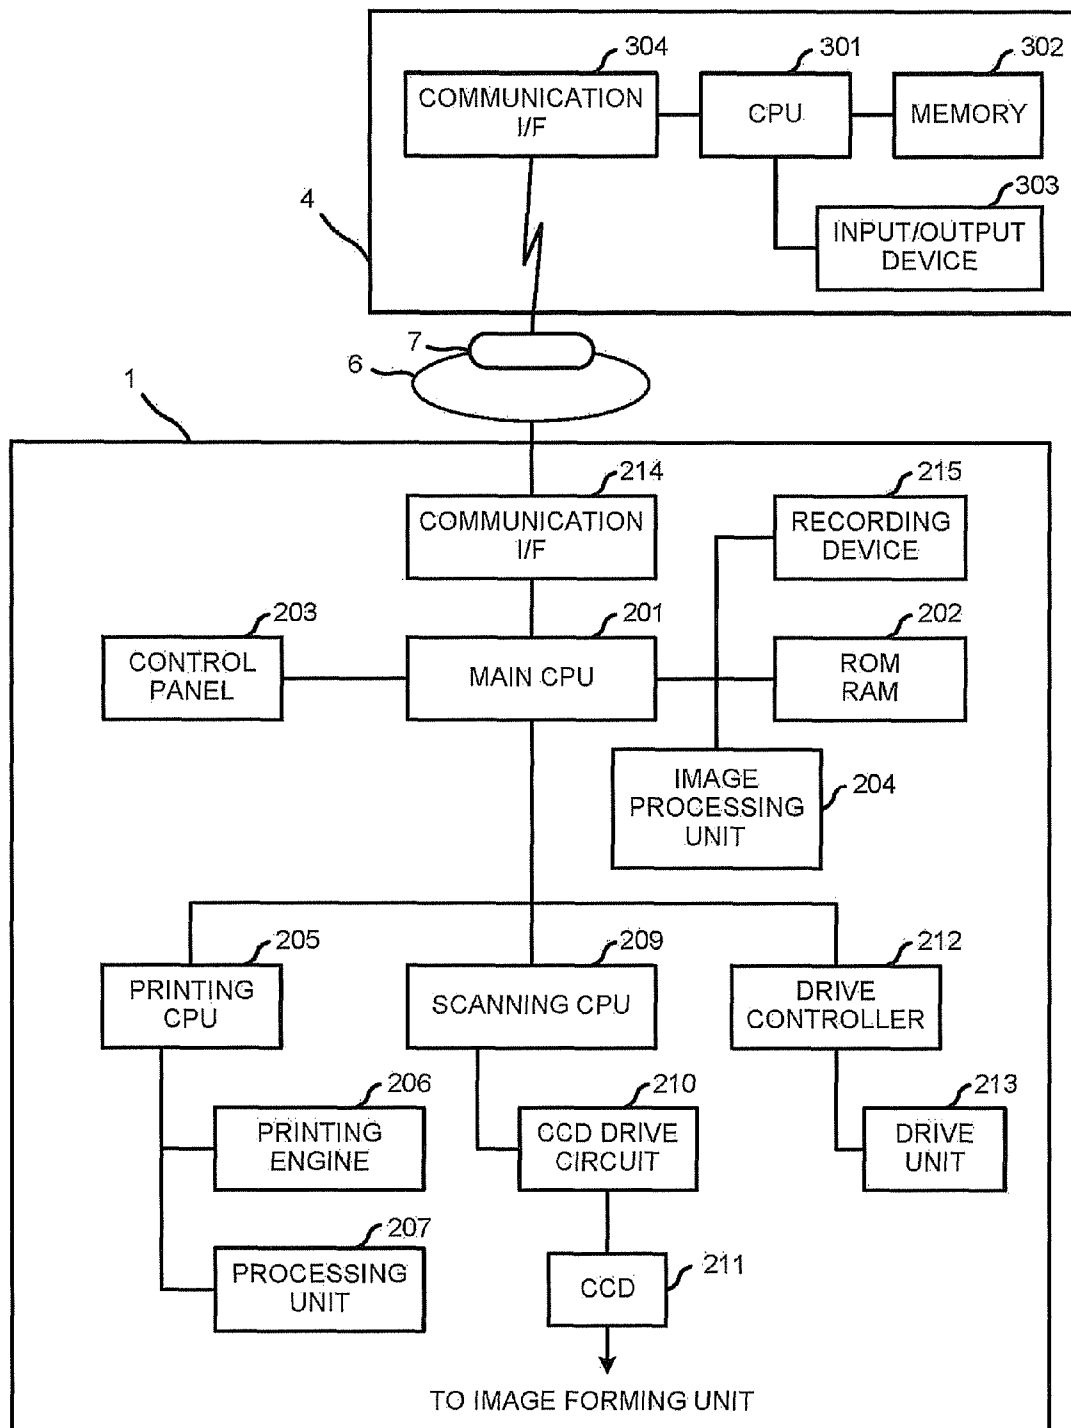 304
301
302
COMMUNICATION
I/F
CPU
MEMORY
303
INPUT/OUTPUT
DEVICE
4
7
6
1
214
COMMUNICATION
I/F
215
RECORDING
DEVICE
203
CONTROL
PANEL
201
MAIN CPU
202
ROM
RAM
IMAGE
PROCESSING
UNIT
204
205
PRINTING
CPU
209
SCANNING CPU
212
DRIVE
CONTROLLER
206
PRINTING
ENGINE
210
CCD DRIVE
CIRCUIT
213
DRIVE
UNIT
207
PROCESSING
UNIT
CCD
211
TO IMAGE FORMING UNIT